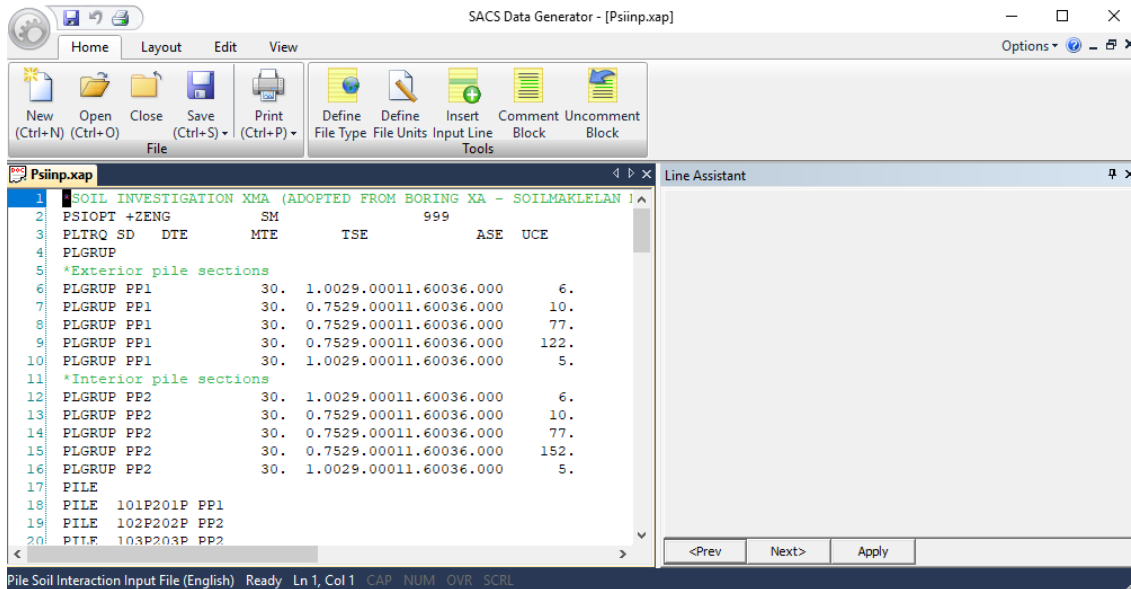 SACS Data Generator - [Psiinp.xap]
Home Layout Edit View Options
New (Ctrl+N) Open (Ctrl+O) Close Save (Ctrl+S) Print (Ctrl+P) Define File Type Define File Units Insert Input Line Comment Block Uncomment Block
File Tools
Psiinp.xap
1 *SOIL INVESTIGATION XMA (ADOPTED FROM BORING XA - SOILMAKLELAN
2 PSIOPT +ZENG SM 999
3 PLTRQ SD DTE MTE TSE ASE UCE
4 PLGRUP
5 *Exterior pile sections
6 PLGRUP PP1 30. 1.0029.00011.60036.000 6.
7 PLGRUP PP1 30. 0.7529.00011.60036.000 10.
8 PLGRUP PP1 30. 0.7529.00011.60036.000 77.
9 PLGRUP PP1 30. 0.7529.00011.60036.000 122.
10 PLGRUP PP1 30. 1.0029.00011.60036.000 5.
11 *Interior pile sections
12 PLGRUP PP2 30. 1.0029.00011.60036.000 6.
13 PLGRUP PP2 30. 0.7529.00011.60036.000 10.
14 PLGRUP PP2 30. 0.7529.00011.60036.000 77.
15 PLGRUP PP2 30. 0.7529.00011.60036.000 152.
16 PLGRUP PP2 30. 1.0029.00011.60036.000 5.
17 PILE
18 PILE 101P201P PP1
19 PILE 102P202P PP2
20 PILE 103P203P PP2
Line Assistant
<Prev Next> Apply
Pile Soil Interaction Input File (English) Ready Ln 1, Col 1 CAP NUM OVR SCRL